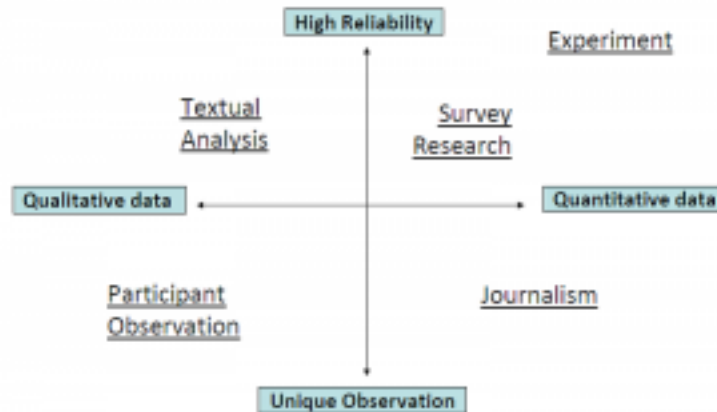 High Reliability
Experiment
Textual
Analysis
Survey
Research
Qualitative data
Quantitative data
Participant
Observation
Journalism
Unique Observation